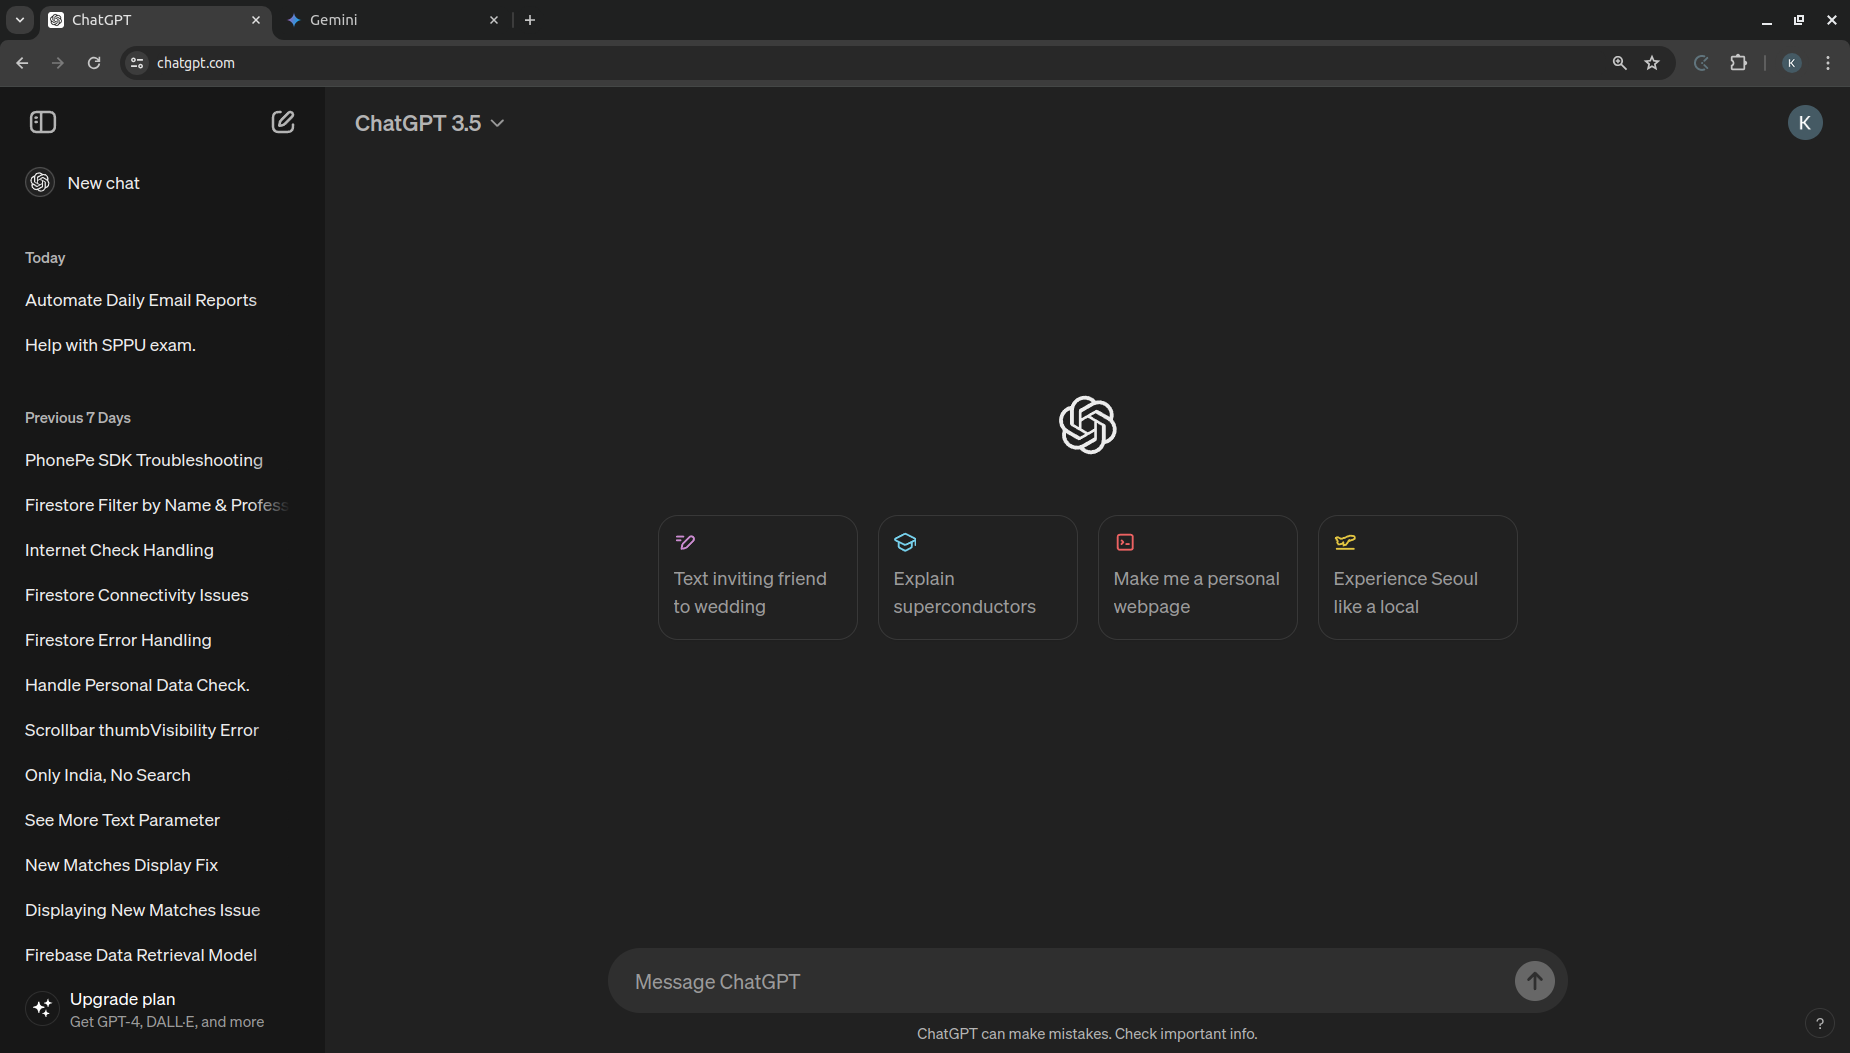 ChatGPT
Gemini
chatgpt.com
K
ChatGPT 3.5
K
New chat
Today
Automate Daily Email Reports
Help with SPPU exam.
Previous 7 Days
PhonePe SDK Troubleshooting
Firestore Filter by Name & Profess
Internet Check Handling
Firestore Connectivity Issues
Firestore Error Handling
Handle Personal Data Check.
Scrollbar thumbVisibility Error
Only India, No Search
See More Text Parameter
New Matches Display Fix
Displaying New Matches Issue
Firebase Data Retrieval Model
Upgrade plan
Get GPT-4, DALL·E, and more
Text inviting friend
to wedding
Explain
superconductors
Make me a personal
webpage
Experience Seoul
like a local
Message ChatGPT
ChatGPT can make mistakes. Check important info.
?